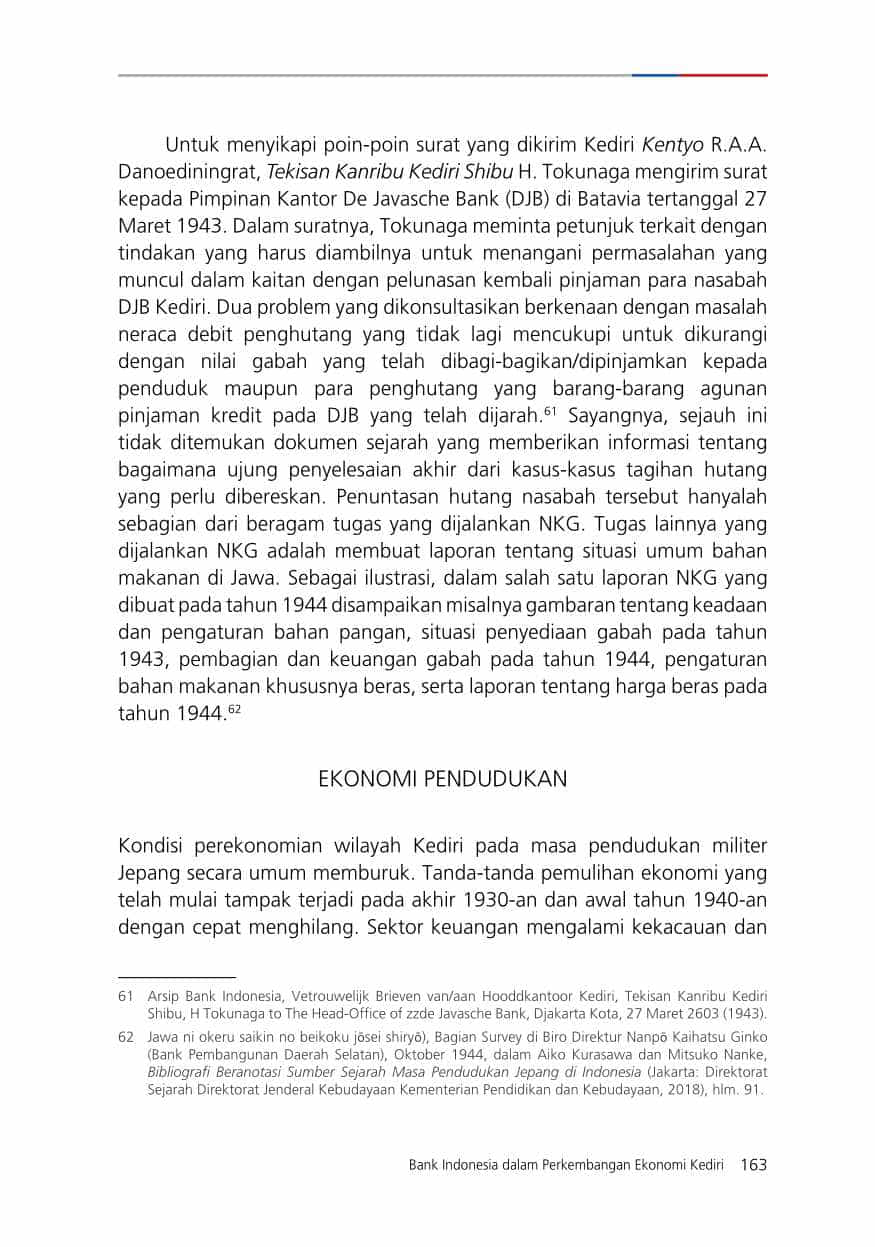 Untuk menyikapi poin-poin surat yang dikirim Kediri Kentyo R.A.A.
Danoediningrat, Tekisan Kanribu Kediri Shibu H. Tokunaga mengirim surat
kepada Pimpinan Kantor De Javasche Bank (DJB) di Batavia tertanggal 27
Maret 1943. Dalam suratnya, Tokunaga meminta petunjuk terkait dengan
tindakan yang harus diambilnya untuk menangani permasalahan yang
muncul dalam kaitan dengan pelunasan kembali pinjaman para nasabah
DJB Kediri. Dua problem yang dikonsultasikan berkenaan dengan masalah
neraca debit penghutang yang tidak lagi mencukupi untuk dikurangi
dengan nilai gabah yang telah dibagi-bagikan/dipinjamkan kepada
penduduk maupun para penghutang yang barang-barang agunan
pinjaman kredit pada DJB yang telah dijarah.61 Sayangnya, sejauh ini
tidak ditemukan dokumen sejarah yang memberikan informasi tentang
bagaimana ujung penyelesaian akhir dari kasus-kasus tagihan hutang
yang perlu dibereskan. Penuntasan hutang nasabah tersebut hanyalah
sebagian dari beragam tugas yang dijalankan NKG. Tugas lainnya yang
dijalankan NKG adalah membuat laporan tentang situasi umum bahan
makanan di Jawa. Sebagai ilustrasi, dalam salah satu laporan NKG yang
dibuat pada tahun 1944 disampaikan misalnya gambaran tentang keadaan
dan pengaturan bahan pangan, situasi penyediaan gabah pada tahun
1943, pembagian dan keuangan gabah pada tahun 1944, pengaturan
bahan makanan khususnya beras, serta laporan tentang harga beras pada
tahun 1944.62
EKONOMI PENDUDUKAN
Kondisi perekonomian wilayah Kediri pada masa pendudukan militer
Jepang secara umum memburuk. Tanda-tanda pemulihan ekonomi yang
telah mulai tampak terjadi pada akhir 1930-an dan awal tahun 1940-an
dengan cepat menghilang. Sektor keuangan mengalami kekacauan dan
61 Arsip Bank Indonesia, Vetrouwelijk Brieven van/aan Hooddkantoor Kediri, Tekisan Kanribu Kediri
Shibu, H Tokunaga to The Head-Office of zzde Javasche Bank, Djakarta Kota, 27 Maret 2603 (1943).
62 Jawa ni okeru saikin no beikoku jōsei shiryō), Bagian Survey di Biro Direktur Nanpō Kaihatsu Ginko
(Bank Pembangunan Daerah Selatan), Oktober 1944, dalam Aiko Kurasawa dan Mitsuko Nanke,
Bibliografi Beranotasi Sumber Sejarah Masa Pendudukan Jepang di Indonesia (Jakarta: Direktorat
Sejarah Direktorat Jenderal Kebudayaan Kementerian Pendidikan dan Kebudayaan, 2018), hlm. 91.
Bank Indonesia dalam Perkembangan Ekonomi Kediri 163